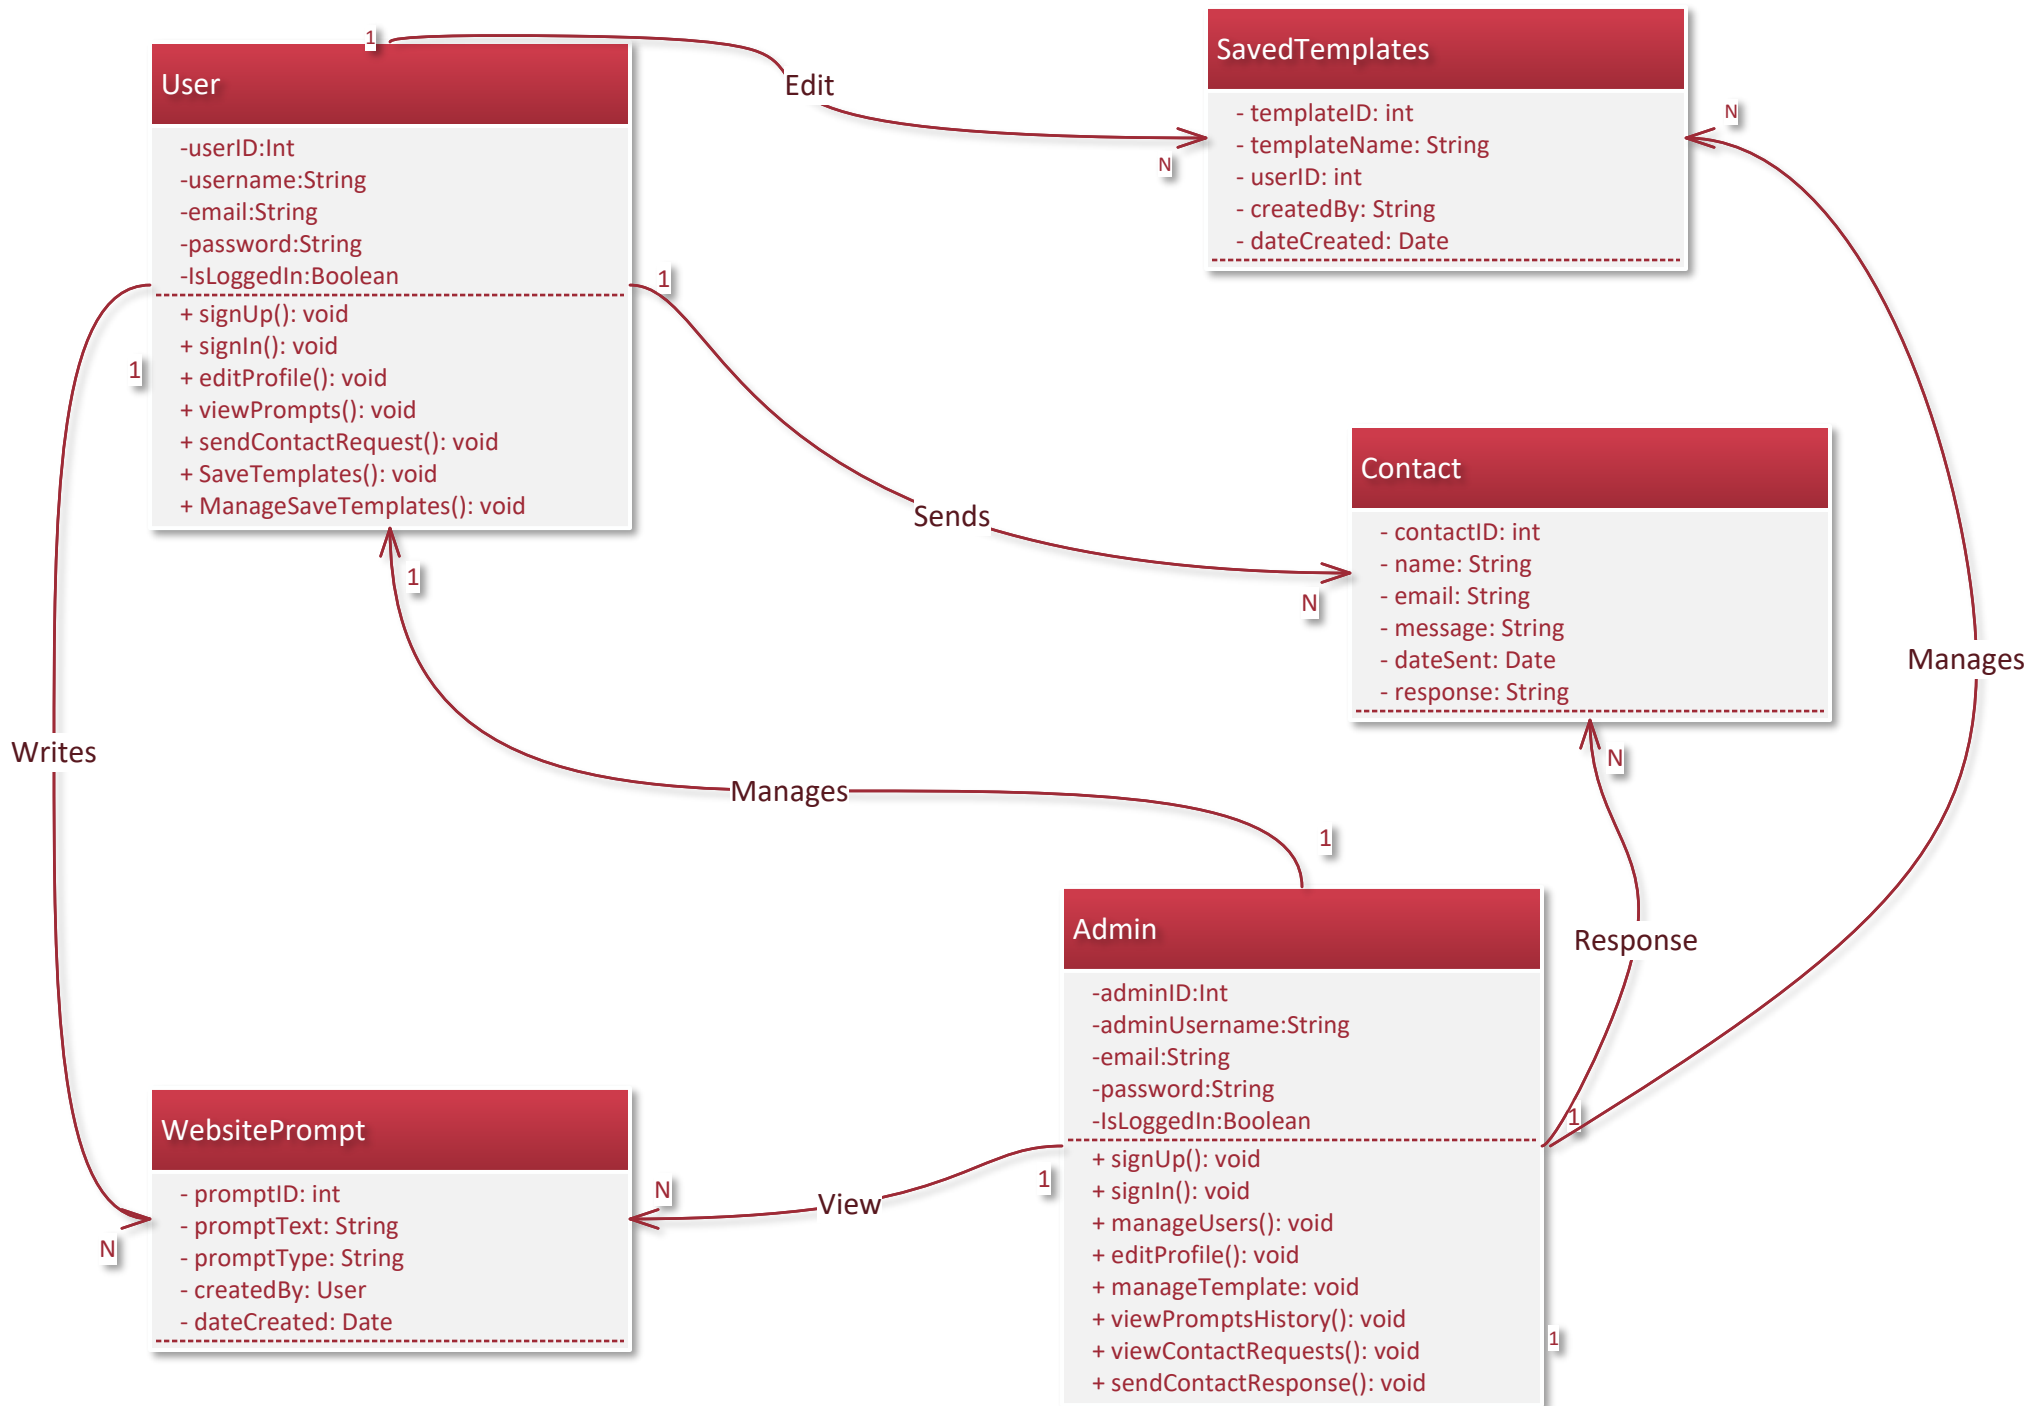 User
-userID:Int
-username:String
-email:String
-password:String
-IsLoggedIn:Boolean
+ signUp(): void
+ signIn(): void
+ editProfile(): void
+ viewPrompts(): void
+ sendContactRequest(): void
+ SaveTemplates(): void
+ ManageSaveTemplates(): void
1
Edit
N
SavedTemplates
- templateID: int
- templateName: String
- userID: int
- createdBy: String
- dateCreated: Date
N
1
Sends
N
Contact
- contactID: int
- name: String
- email: String
- message: String
- dateSent: Date
- response: String
N
Manages
1
Writes
N
1
Manages
1
Response
Admin
-adminID:Int
-adminUsername:String
-email:String
-password:String
-IsLoggedIn:Boolean
+ signUp(): void
+ signIn(): void
+ manageUsers(): void
+ editProfile(): void
+ manageTemplate: void
+ viewPromptsHistory(): void
+ viewContactRequests(): void
+ sendContactResponse(): void
1
1
1
View
N
WebsitePrompt
- promptID: int
- promptText: String
- promptType: String
- createdBy: User
- dateCreated: Date